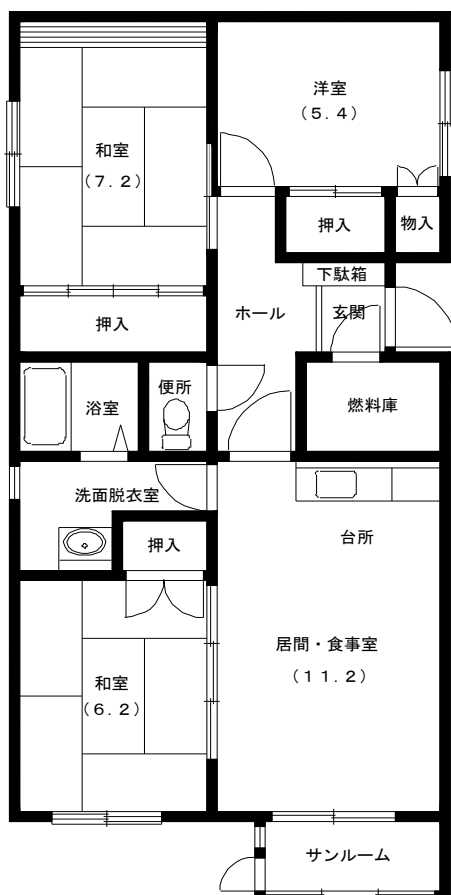 洋室
(5.4)
和室
(7.2)
押入
物入
下駄箱
玄関
ホール
押入
浴室
便所
燃料庫
洗面脱衣室
押入
台所
居間・食事室
(11.2)
和室
(6.2)
サンルーム